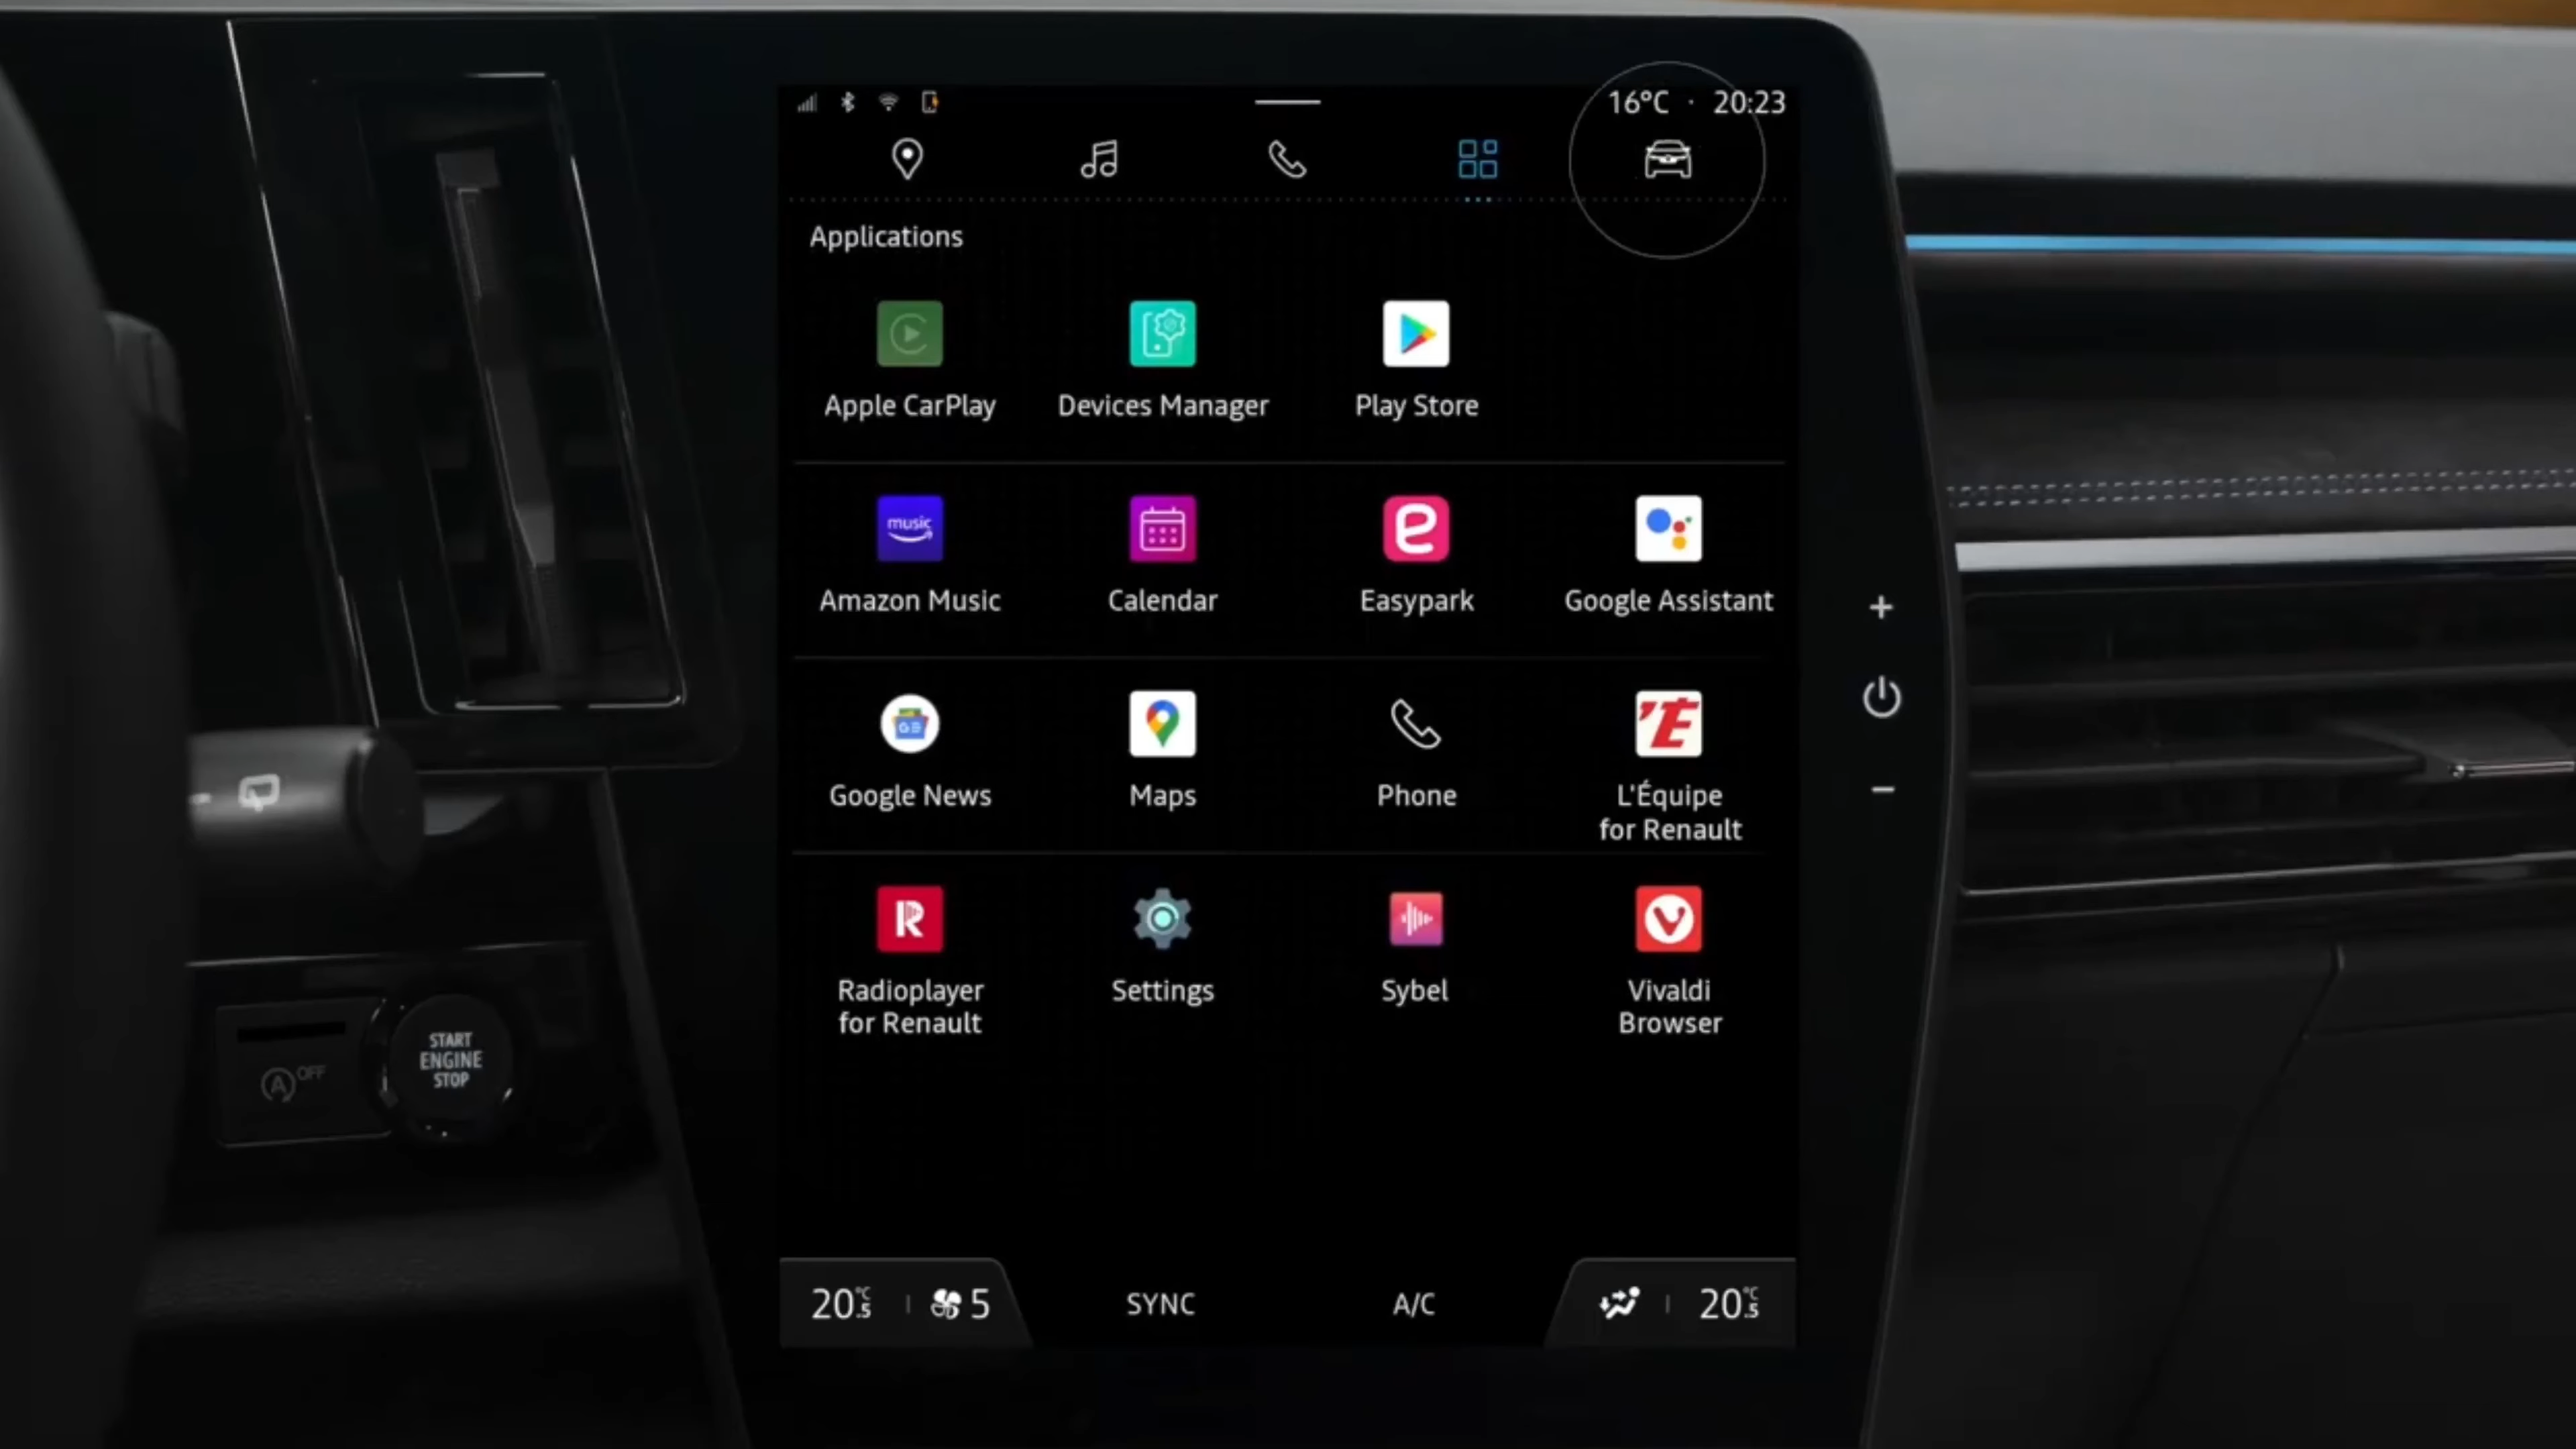 16°C · 20:23
Applications
Apple CarPlay
Devices Manager
Play Store
music
Amazon Music
Calendar
e
Easypark
Google Assistant
GE
Google News
Maps
Phone
'E
L'Équipe
for Renault
R
Radioplayer
for Renault
Settings
Sybel
Vivaldi
Browser
20.5°C
5
SYNC
A/C
20.5°C
+
−
A OFF
START
ENGINE
STOP